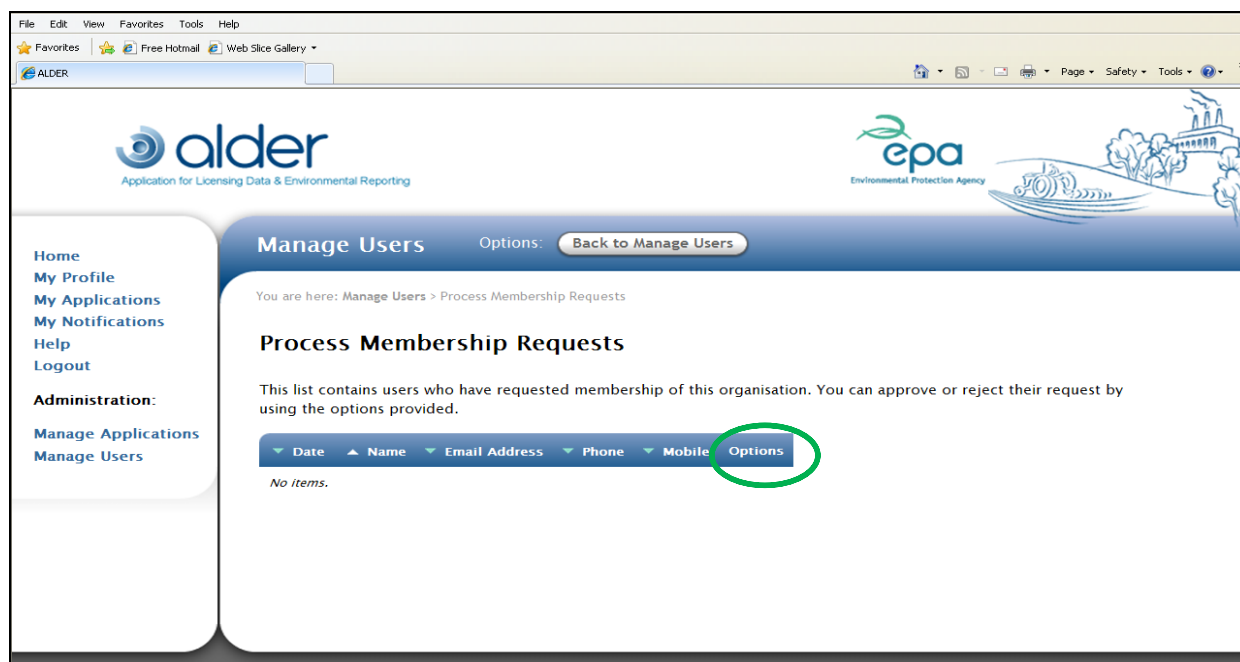 File Edit View Favorites Tools Help
Favorites Free Hotmail Web Slice Gallery
ALDER
Page Safety Tools
alder
Application for Licensing Data & Environmental Reporting
epa
Environmental Protection Agency
Manage Users Options: Back to Manage Users
Home
My Profile
My Applications
My Notifications
Help
Logout
Administration:
Manage Applications
Manage Users
You are here: Manage Users > Process Membership Requests
Process Membership Requests
This list contains users who have requested membership of this organisation. You can approve or reject their request by
using the options provided.
Date Name Email Address Phone Mobile Options
No items.